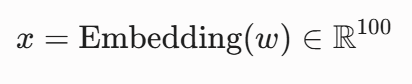 x = Embedding(w) ∈ ℝ¹⁰⁰